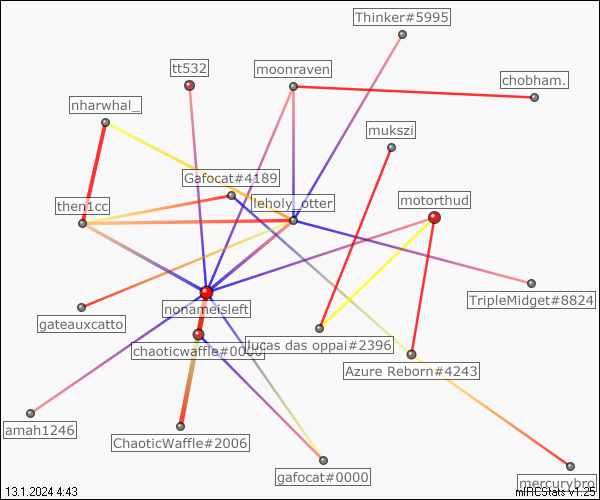 Thinker#5995
tt532
moonraven
chobham.
nharwhal_
mukszi
Gafocat#4189
then1cc
leholy_otter
motorthud
TripleMidget#8824
nonameisleft
gateauxcatto
lucas das oppai#2396
chaoticwaffle#0000
Azure Reborn#4243
amah1246
ChaoticWaffle#2006
gafocat#0000
mercurybro
13.1.2024 4:43
mIRCStats v1.25